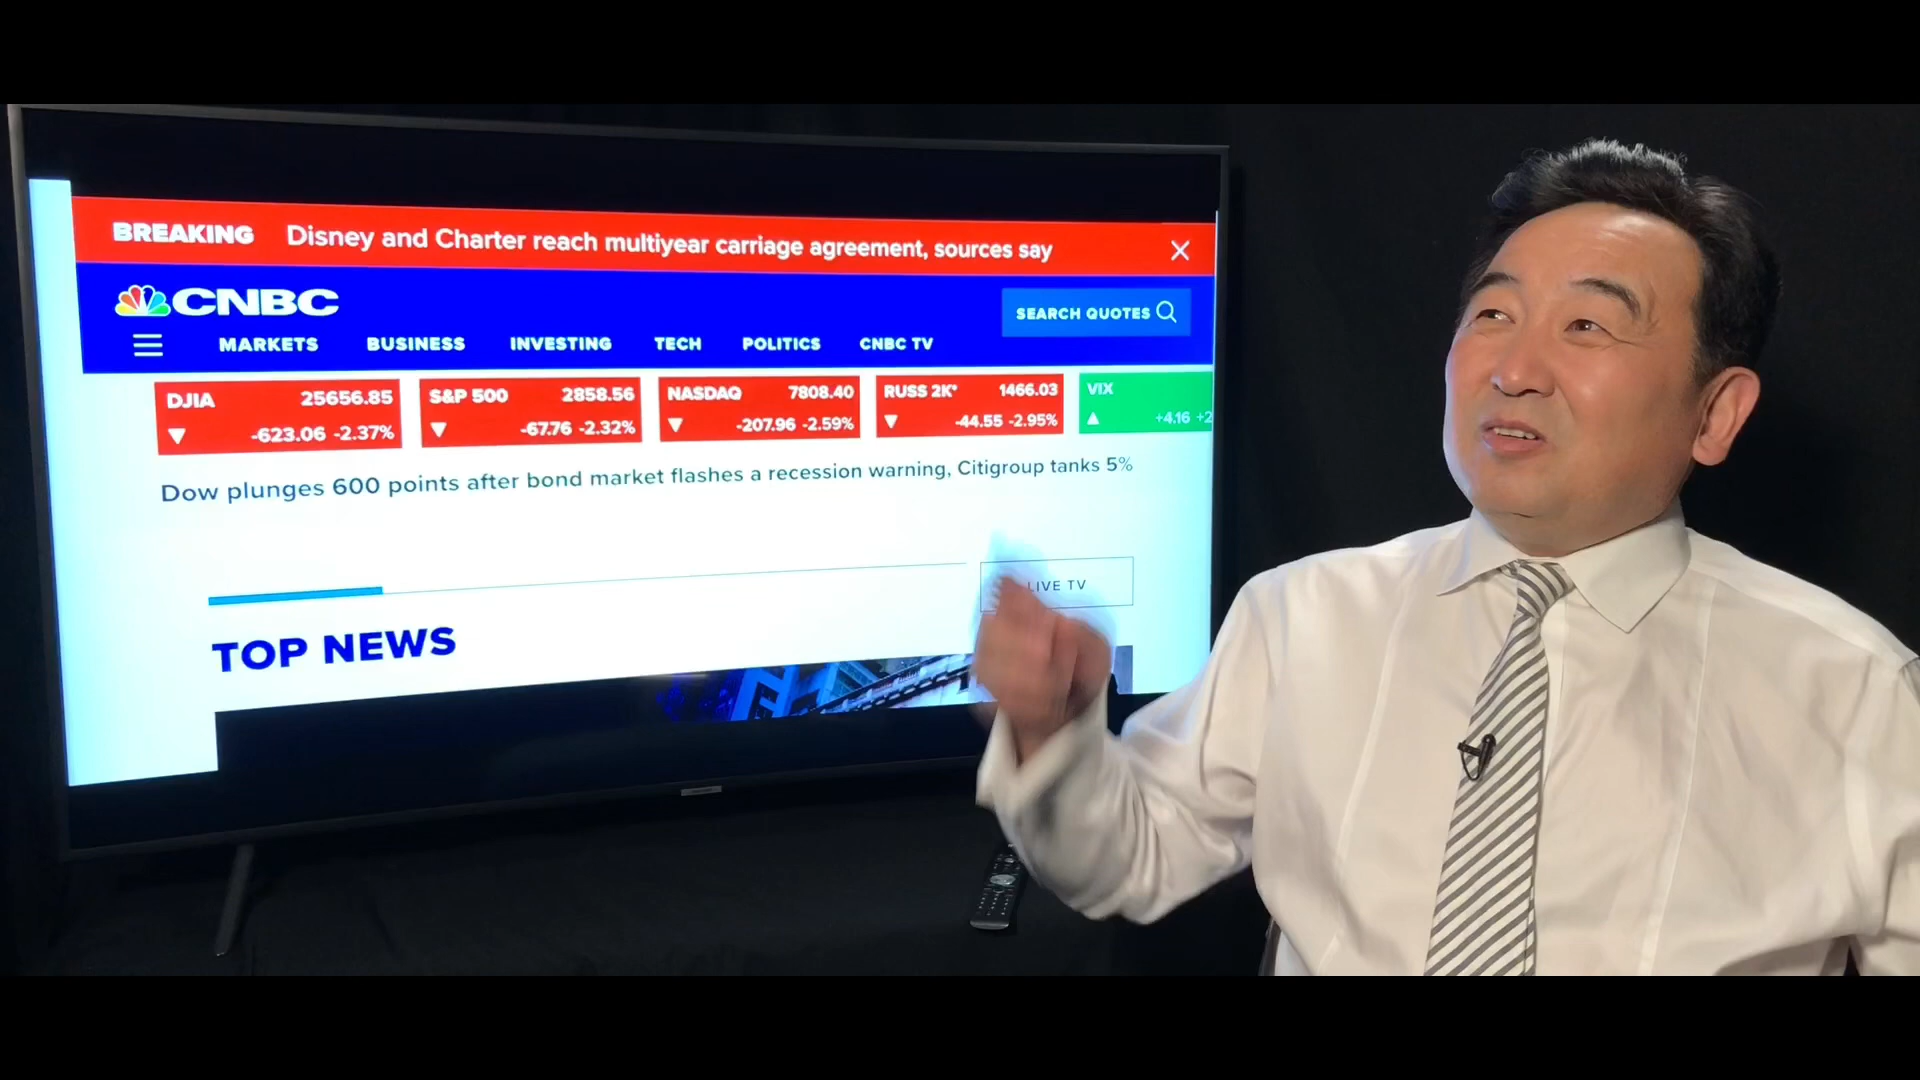 BREAKING Disney and Charter reach multiyear carriage agreement, sources say
CNBC
SEARCH QUOTES
MARKETS BUSINESS INVESTING TECH POLITICS CNBC TV
DJIA 25656.85 S&P 500 2858.56 NASDAQ 7808.40 RUSS 2K* 1466.03 VIX
-623.06 -2.37% -67.76 -2.32% -207.96 -2.59% -44.55 -2.95% +4.16 +2
Dow plunges 600 points after bond market flashes a recession warning, Citigroup tanks 5%
LIVE TV
TOP NEWS